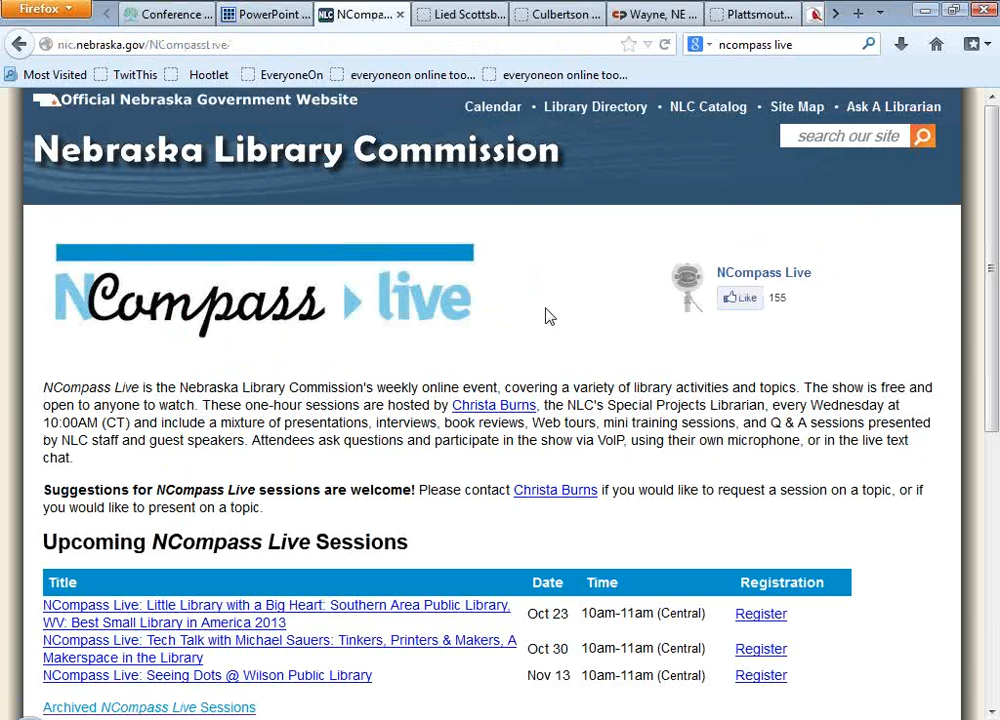 Firefox
Conference ...
PowerPoint ...
NLC NCompa...
Lied Scottsb...
Culbertson ...
Wayne, NE ...
Plattsmout...
nic.nebraska.gov/NCompassLive/
ncompass live
Most Visited
TwitThis
Hootlet
EveryoneOn
everyoneon online too...
everyoneon online too...
Official Nebraska Government Website
Calendar • Library Directory • NLC Catalog • Site Map • Ask A Librarian
search our site
Nebraska Library Commission
NCompass live
NCompass Live
Like 155
NCompass Live is the Nebraska Library Commission's weekly online event, covering a variety of library activities and topics. The show is free and
open to anyone to watch. These one-hour sessions are hosted by Christa Burns, the NLC's Special Projects Librarian, every Wednesday at
10:00AM (CT) and include a mixture of presentations, interviews, book reviews, Web tours, mini training sessions, and Q & A sessions presented
by NLC staff and guest speakers. Attendees ask questions and participate in the show via VoIP, using their own microphone, or in the live text
chat.
Suggestions for NCompass Live sessions are welcome! Please contact Christa Burns if you would like to request a session on a topic, or if
you would like to present on a topic.
Upcoming NCompass Live Sessions
Title Date Time Registration
NCompass Live: Little Library with a Big Heart: Southern Area Public Library,
WV: Best Small Library in America 2013
Oct 23 10am-11am (Central) Register
NCompass Live: Tech Talk with Michael Sauers: Tinkers, Printers & Makers, A
Makerspace in the Library
Oct 30 10am-11am (Central) Register
NCompass Live: Seeing Dots @ Wilson Public Library Nov 13 10am-11am (Central) Register
Archived NCompass Live Sessions